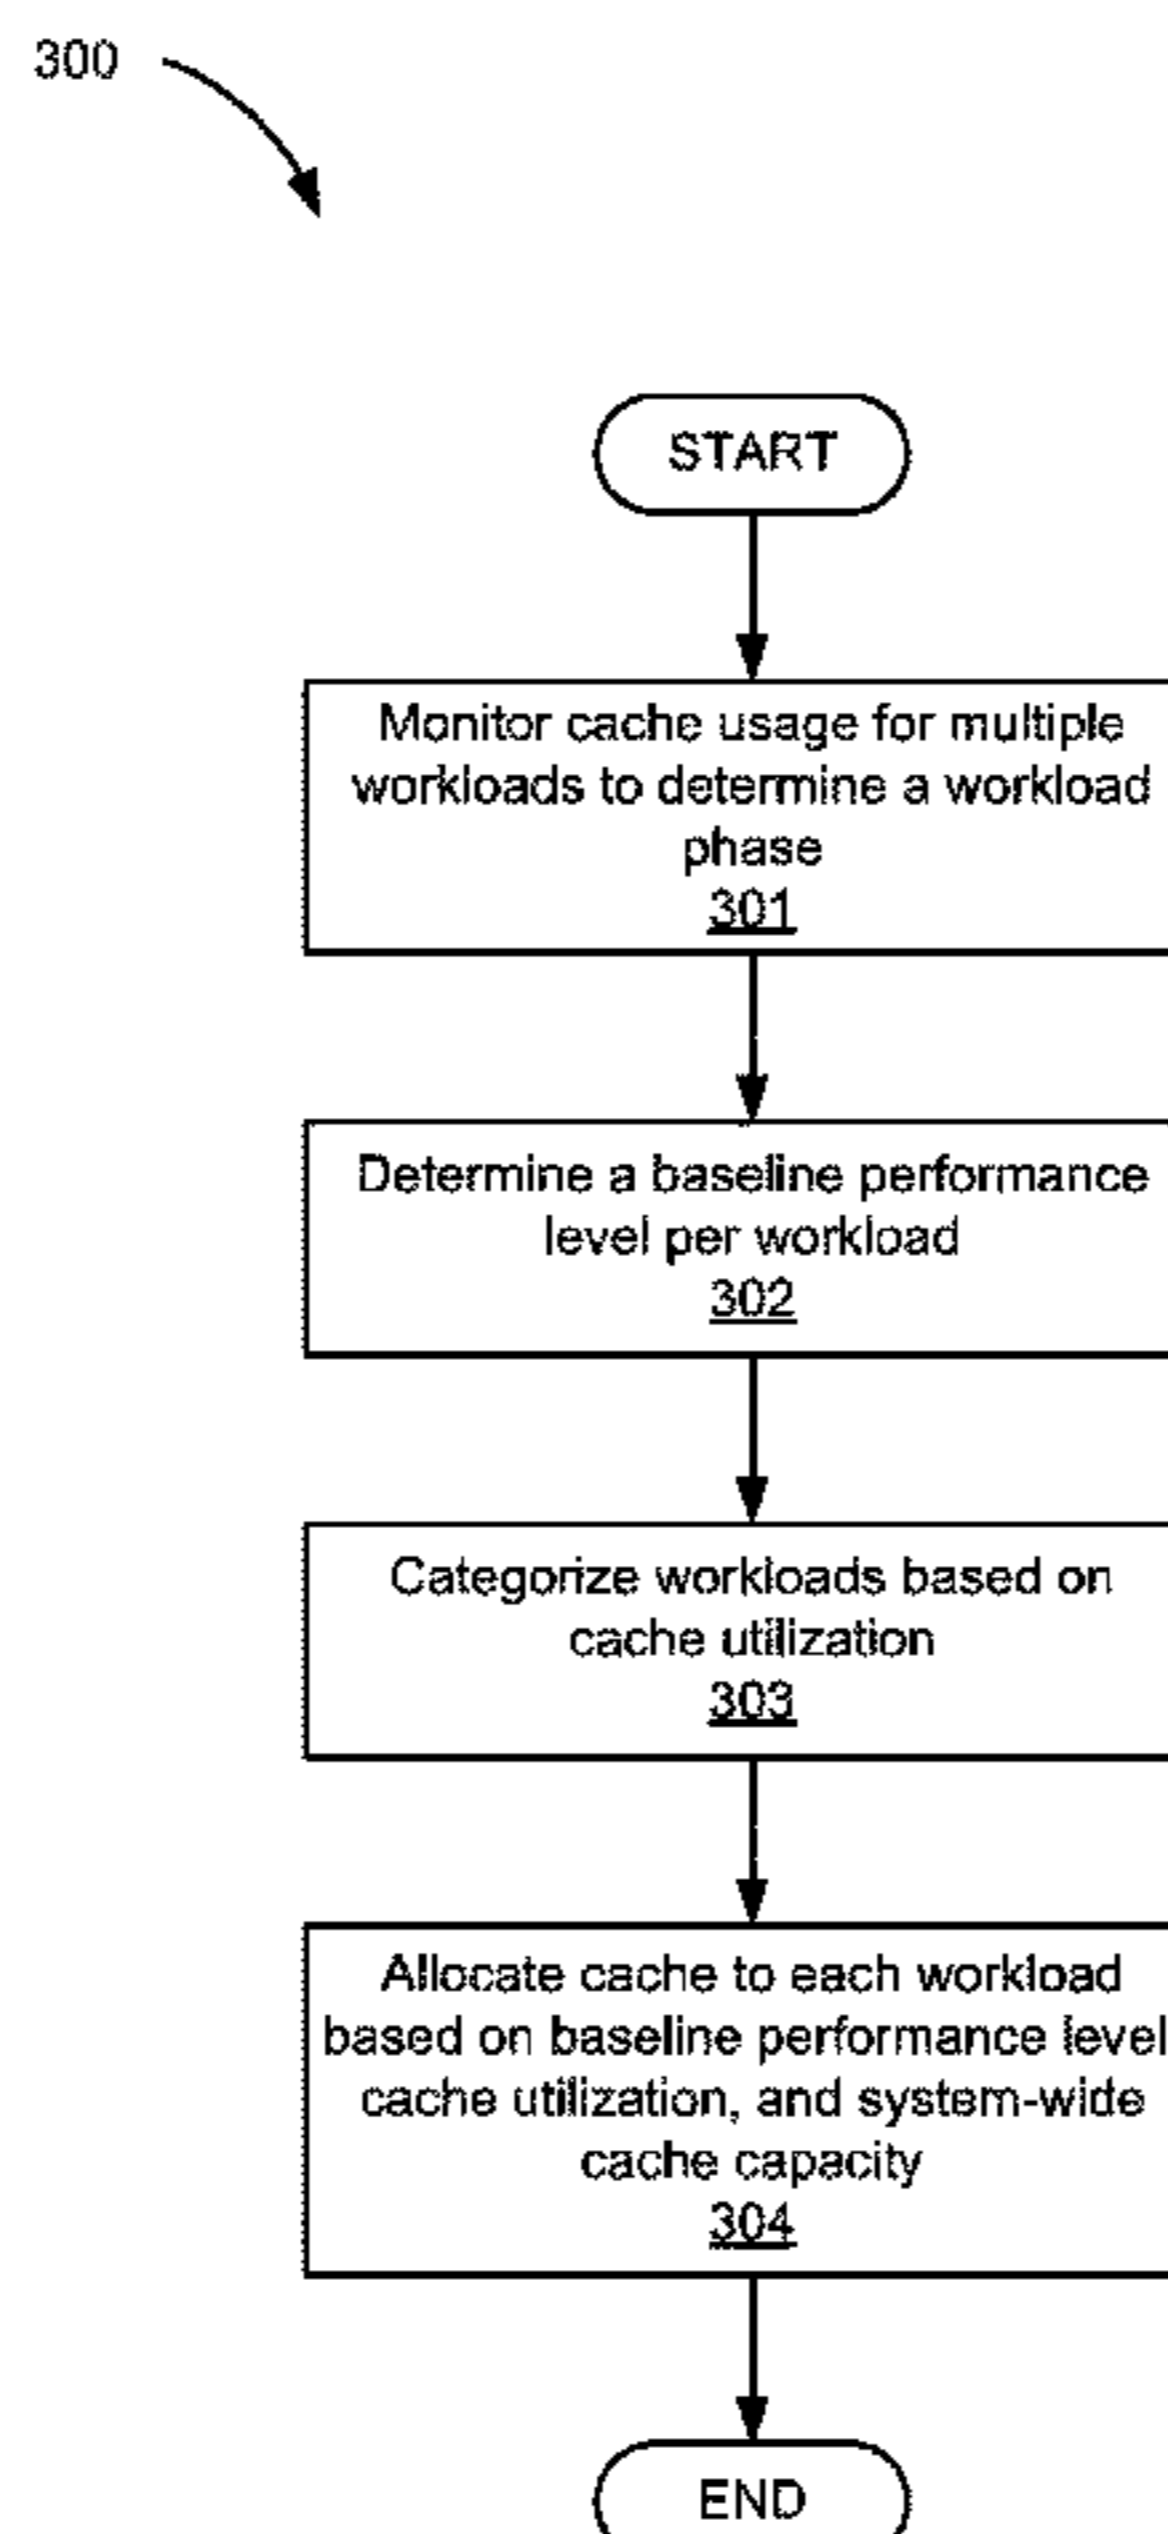 300
START
Monitor cache usage for multiple
workloads to determine a workload
phase
301
Determine a baseline performance
level per workload
302
Categorize workloads based on
cache utilization
303
Allocate cache to each workload
based on baseline performance level
cache utilization, and system-wide
cache capacity
304
END